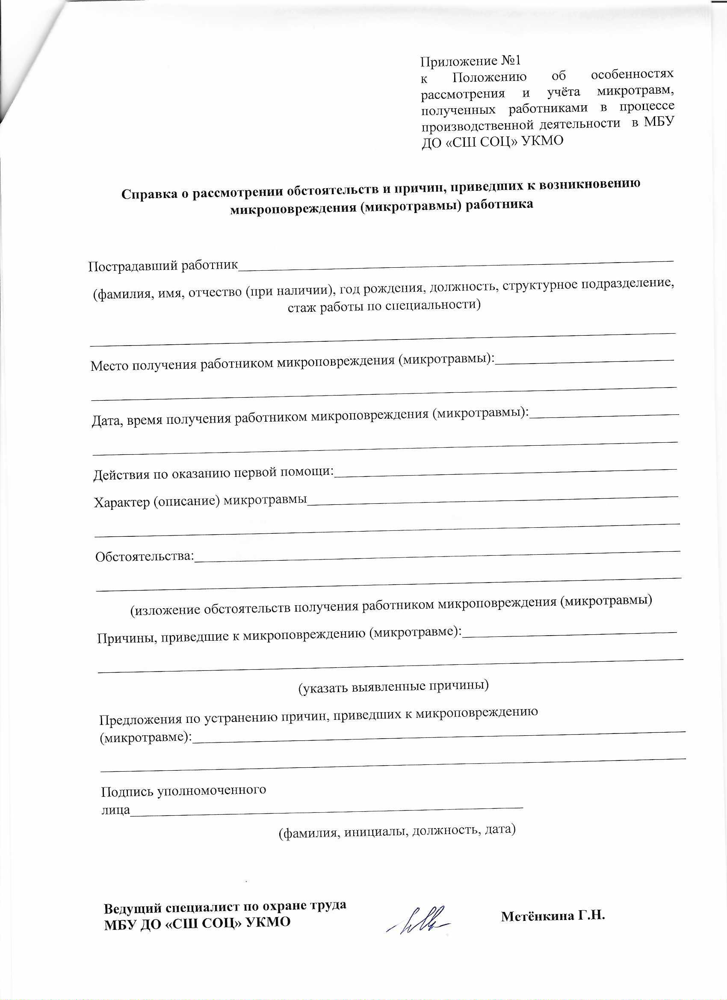 Приложение №1
к Положению об особенностях
рассмотрения и учёта микротравм,
полученных работниками в процессе
производственной деятельности в МБУ
ДО «СШ СОЦ» УКМО
Справка о рассмотрении обстоятельств и причин, приведших к возникновению
микроповреждения (микротравмы) работника
Пострадавший работник
(фамилия, имя, отчество (при наличии), год рождения, должность, структурное подразделение,
стаж работы по специальности)
Место получения работником микроповреждения (микротравмы):
Дата, время получения работником микроповреждения (микротравмы):
Действия по оказанию первой помощи:
Характер (описание) микротравмы
Обстоятельства:
(изложение обстоятельств получения работником микроповреждения (микротравмы)
Причины, приведшие к микроповреждению (микротравме):
(указать выявленные причины)
Предложения по устранению причин, приведших к микроповреждению
(микротравме):
Подпись уполномоченного
лица
(фамилия, инициалы, должность, дата)
Ведущий специалист по охране труда
МБУ ДО «СШ СОЦ» УКМО Метёнкина Г.Н.